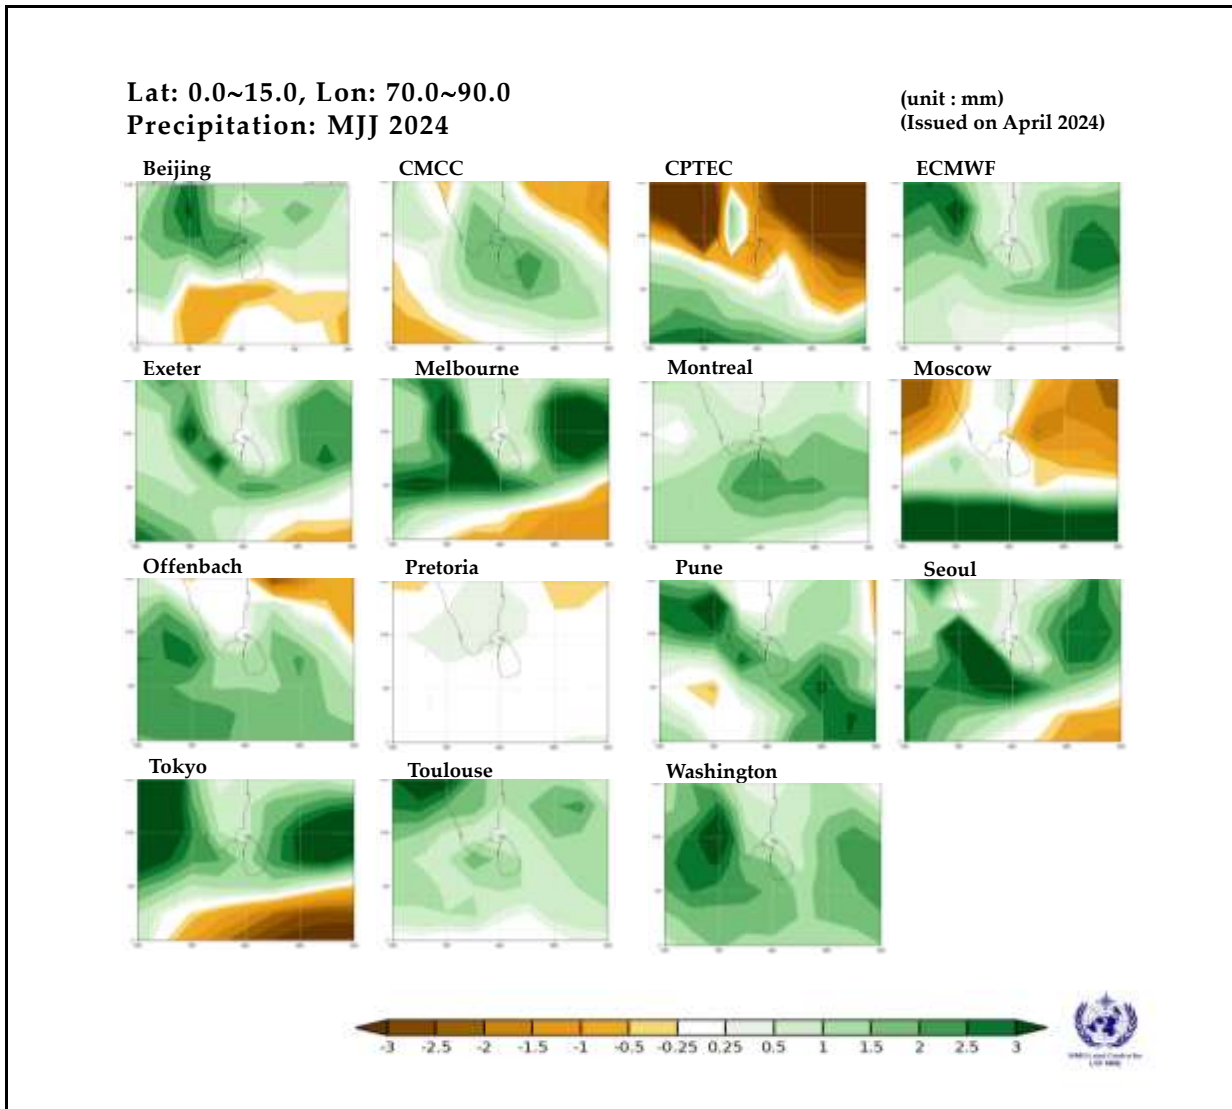 Lat: 0.0~15.0, Lon: 70.0~90.0
Precipitation: MJJ 2024
(unit : mm)
(Issued on April 2024)
Beijing CMCC CPTEC ECMWF
Exeter Melbourne Montreal Moscow
Offenbach Pretoria Pune Seoul
Tokyo Toulouse Washington
-3 -2.5 -2 -1.5 -1 -0.5 -0.25 0.25 0.5 1 1.5 2 2.5 3